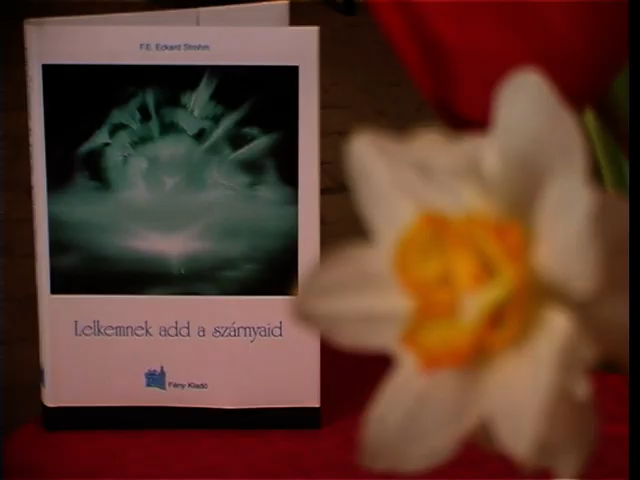 F.E. Eckard Strohm
Lelkemnek add a szárnyaid
Fény Kiadó